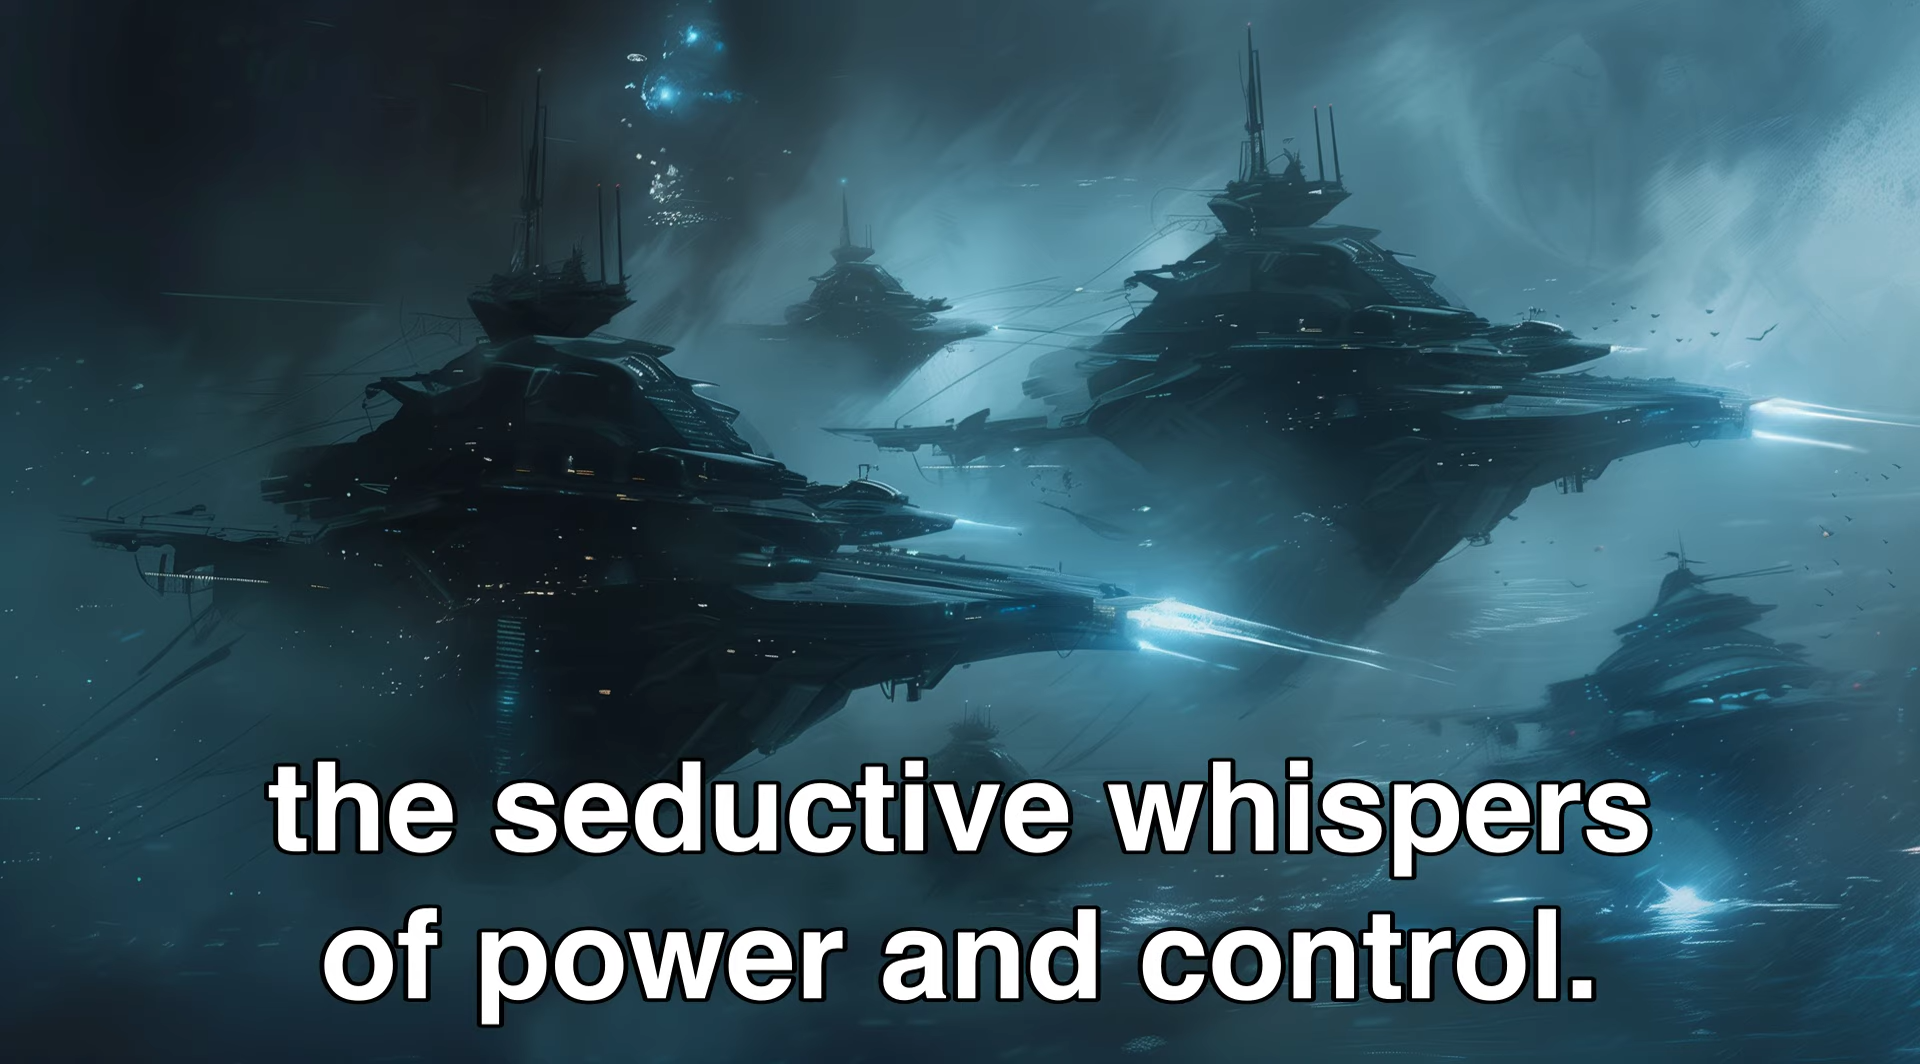 the seductive whispers
of power and control.